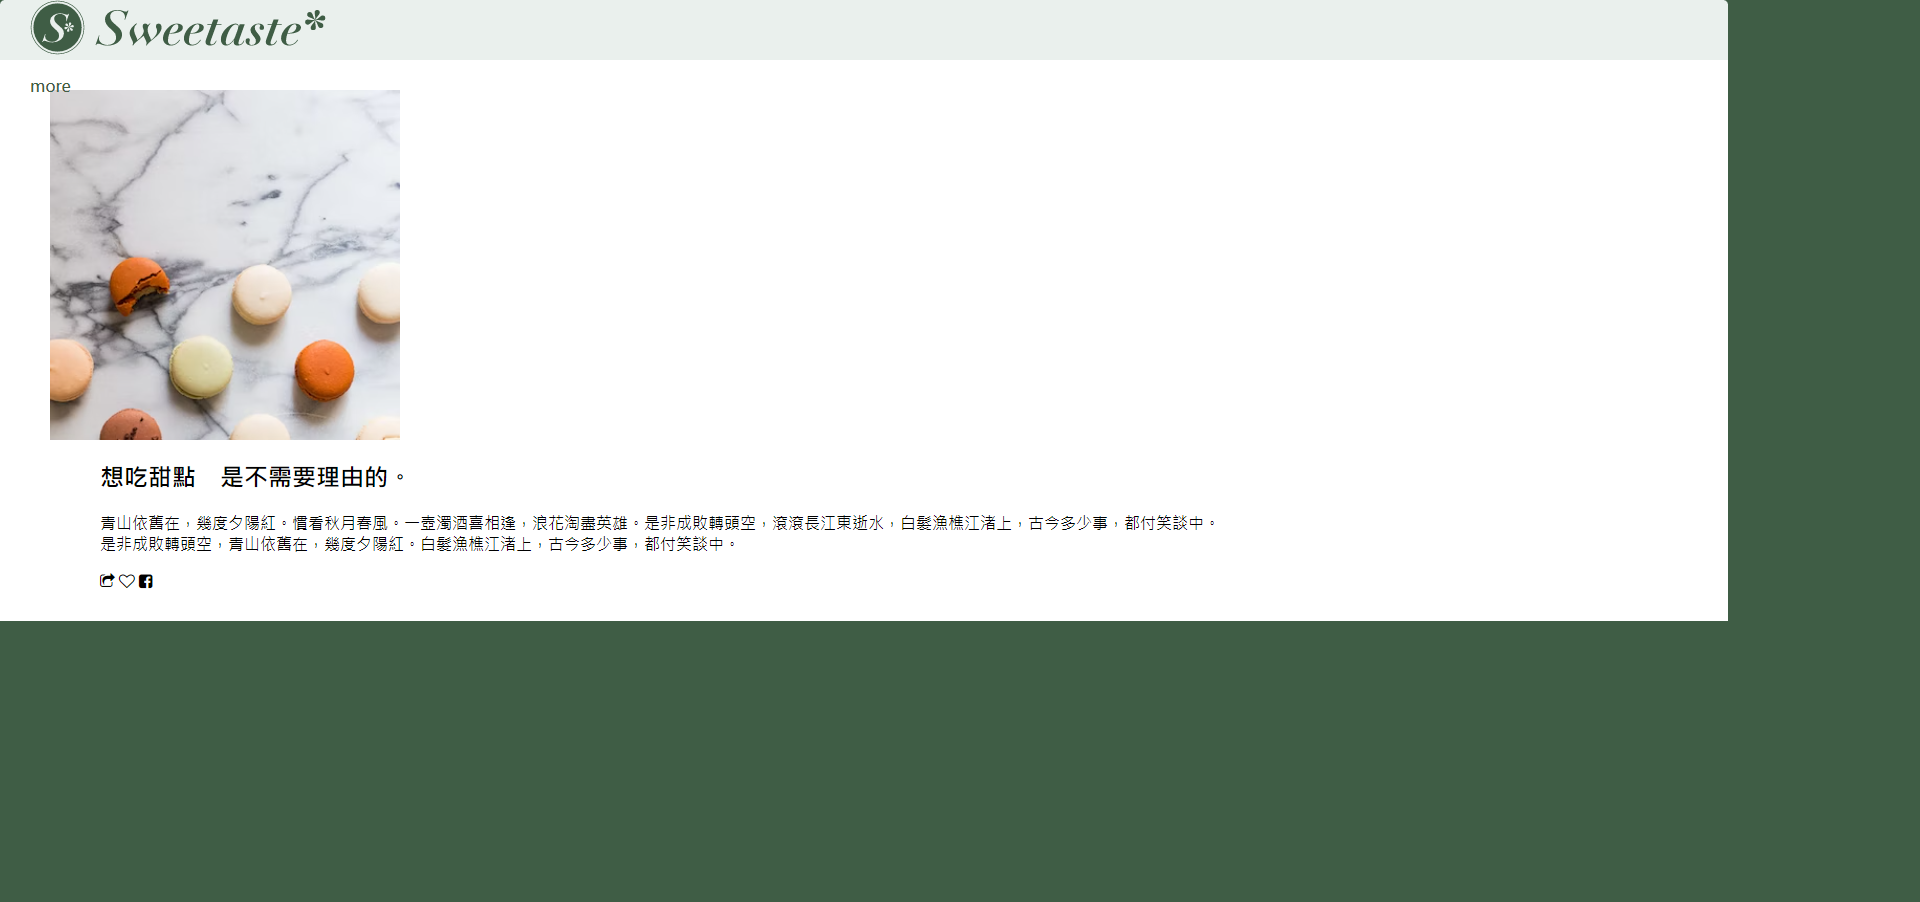 S*
Sweetaste*
more
想吃甜點　是不需要理由的。
青山依舊在，幾度夕陽紅。慣看秋月春風。一壺濁酒喜相逢，浪花淘盡英雄。是非成敗轉頭空，滾滾長江東逝水，白髮漁樵江渚上，古今多少事，都付笑談中。
是非成敗轉頭空，青山依舊在，幾度夕陽紅。白髮漁樵江渚上，古今多少事，都付笑談中。